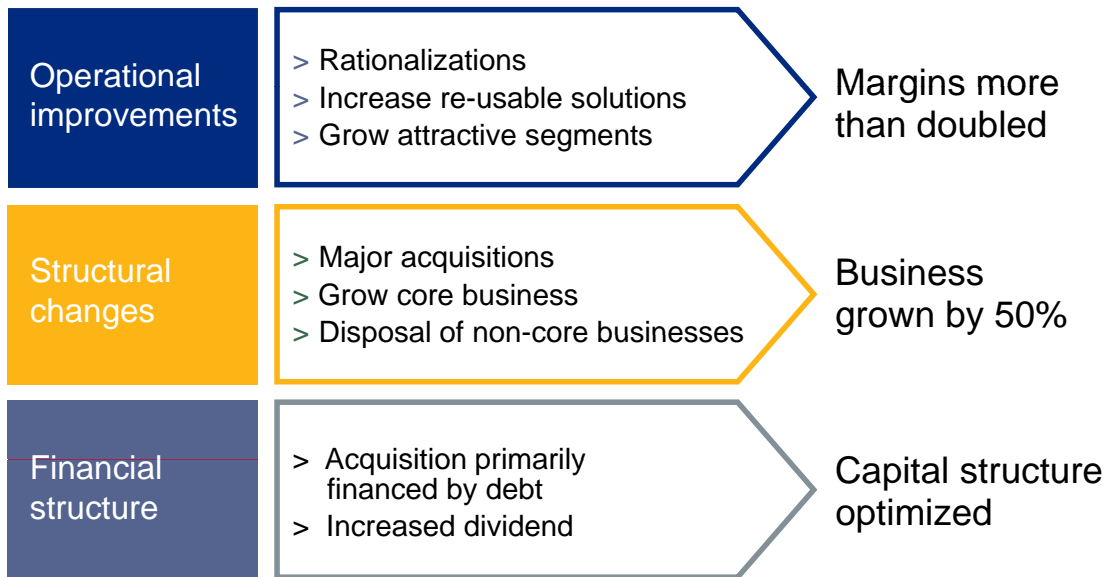 Operational
improvements
> Rationalizations
> Increase re-usable solutions
> Grow attractive segments
Margins more
than doubled
Structural
changes
> Major acquisitions
> Grow core business
> Disposal of non-core businesses
Business
grown by 50%
Financial
structure
> Acquisition primarily
financed by debt
> Increased dividend
Capital structure
optimized